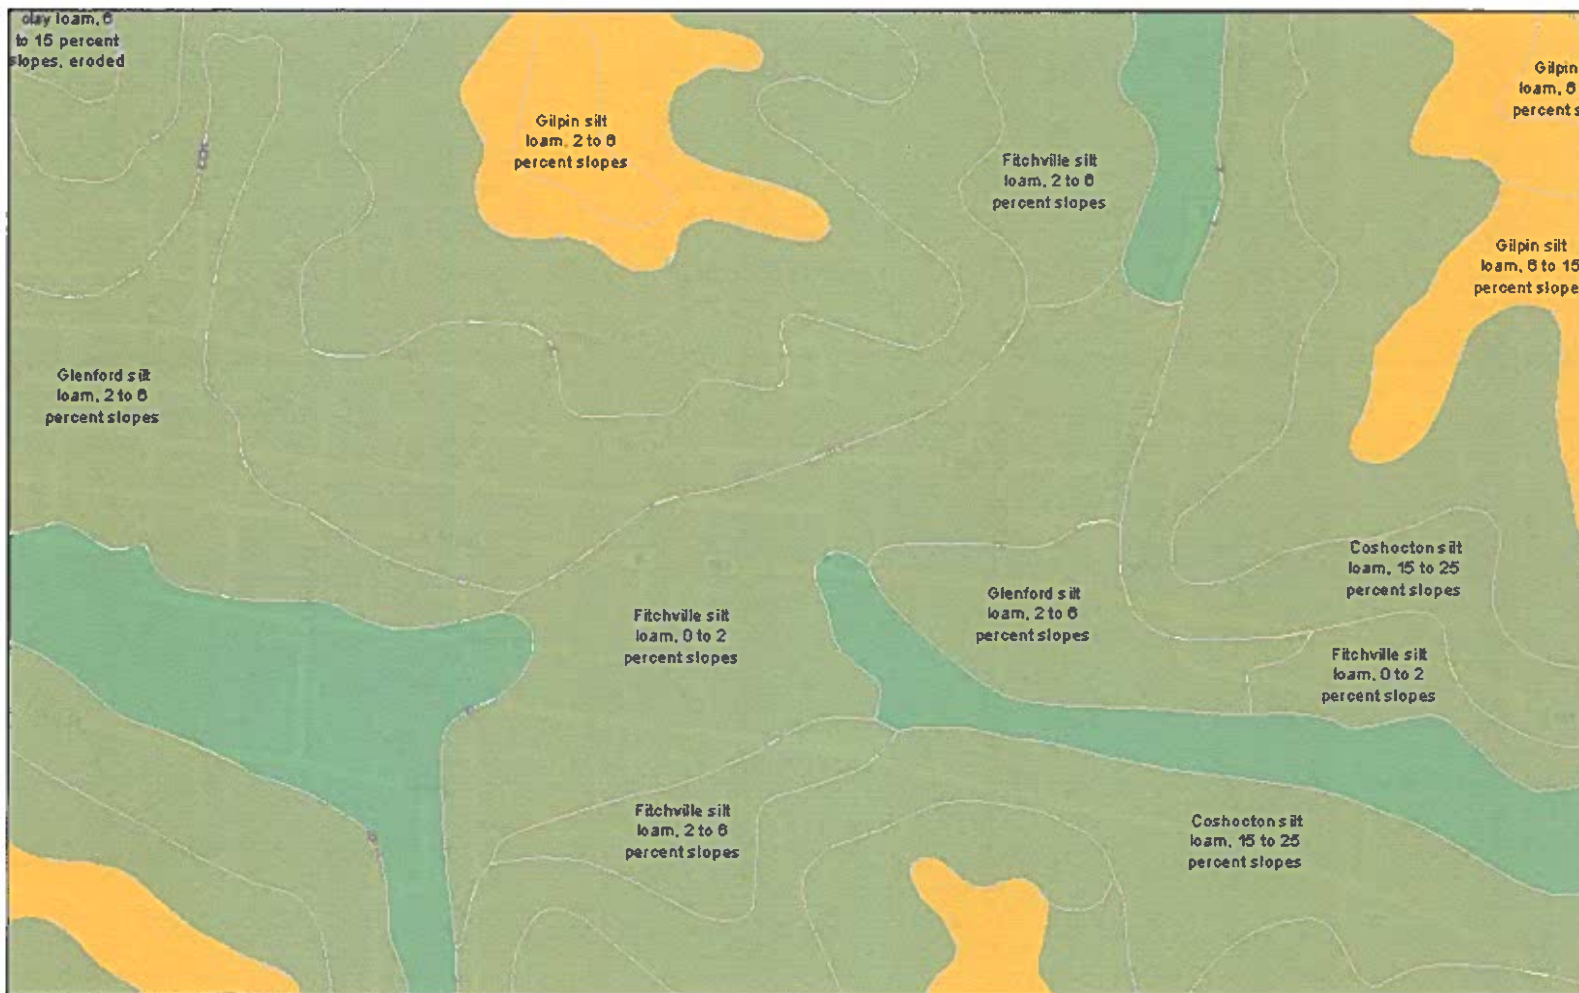 clay loam, 6
to 15 percent
slopes, eroded
Gilpin silt
loam, 2 to 6
percent slopes
Fitchville silt
loam, 2 to 6
percent slopes
Gilpin
loam, 6
percent s
Gilpin silt
loam, 6 to 15
percent slope
Glenford silt
loam, 2 to 6
percent slopes
Coshocton silt
loam, 15 to 25
percent slopes
Glenford silt
loam, 2 to 6
percent slopes
Fitchville silt
loam, 0 to 2
percent slopes
Fitchville silt
loam, 0 to 2
percent slopes
Fitchville silt
loam, 2 to 6
percent slopes
Coshocton silt
loam, 15 to 25
percent slopes